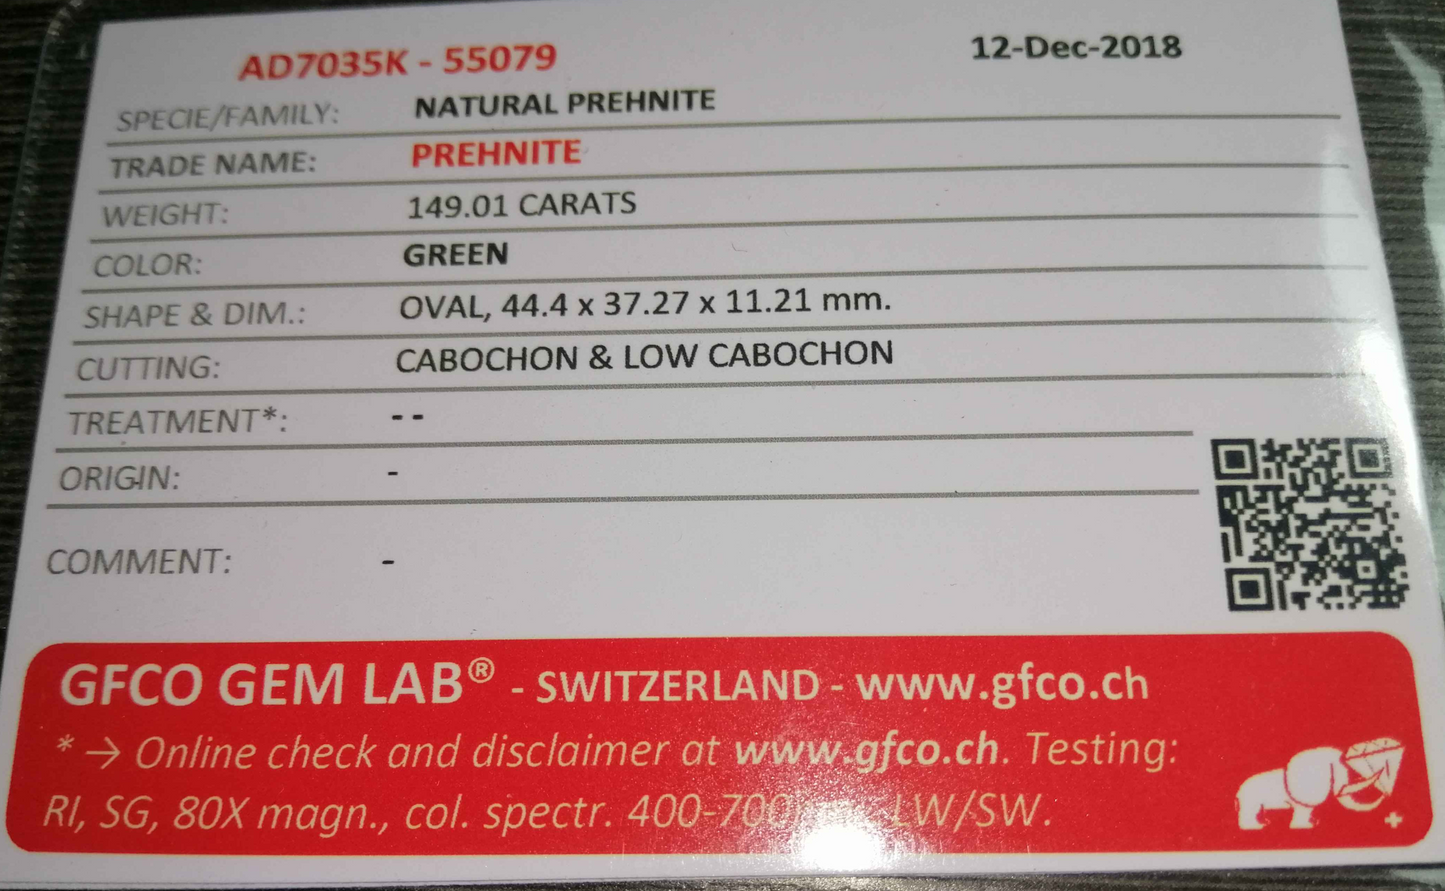 AD7035K - 55079 12-Dec-2018
SPECIE/FAMILY: NATURAL PREHNITE
TRADE NAME: PREHNITE
WEIGHT: 149.01 CARATS
COLOR: GREEN
SHAPE & DIM.: OVAL, 44.4 x 37.27 x 11.21 mm.
CUTTING: CABOCHON & LOW CABOCHON
TREATMENT*: - -
ORIGIN: -
COMMENT: -
GFCO GEM LAB® - SWITZERLAND - www.gfco.ch
* → Online check and disclaimer at www.gfco.ch. Testing:
RI, SG, 80X magn., col. spectr. 400-700 LW/SW.